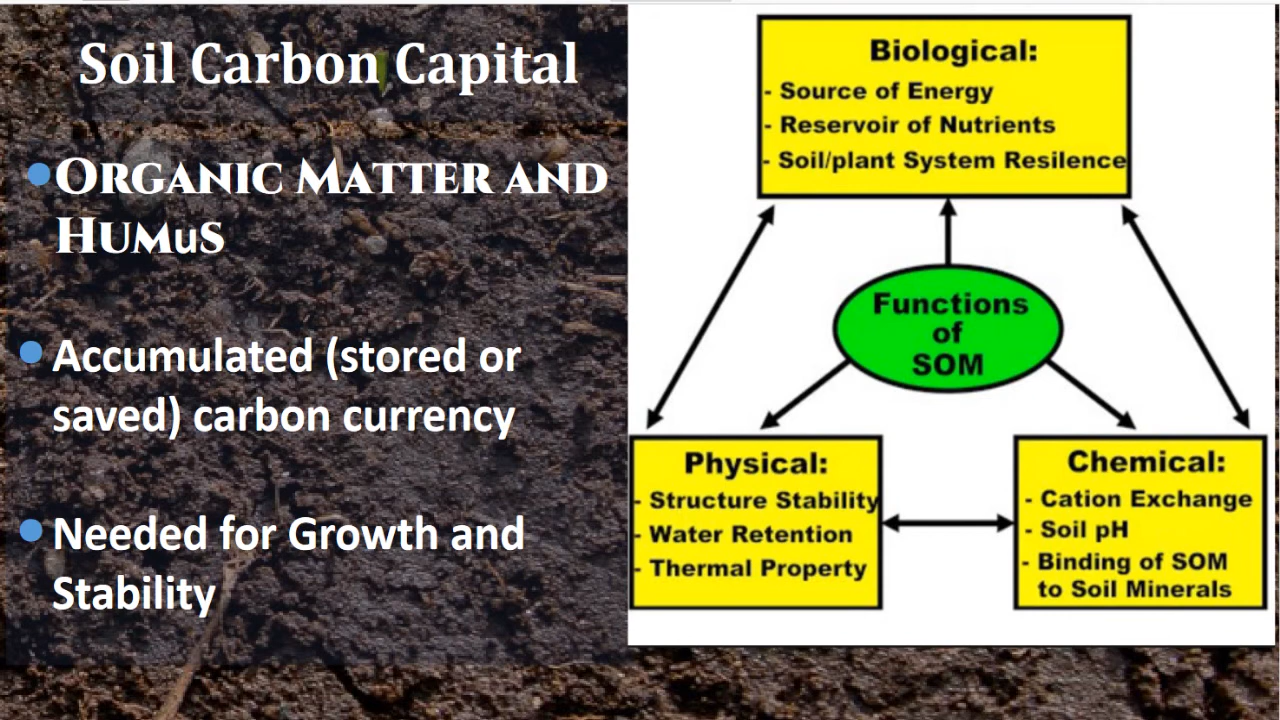 Soil Carbon Capital
ORGANIC MATTER AND
HUMuS
Accumulated (stored or
saved) carbon currency
Needed for Growth and
Stability
Biological:
- Source of Energy
- Reservoir of Nutrients
- Soil/plant System Resilence
Functions
of
SOM
Physical:
- Structure Stability
- Water Retention
- Thermal Property
Chemical:
- Cation Exchange
- Soil pH
- Binding of SOM
to Soil Minerals